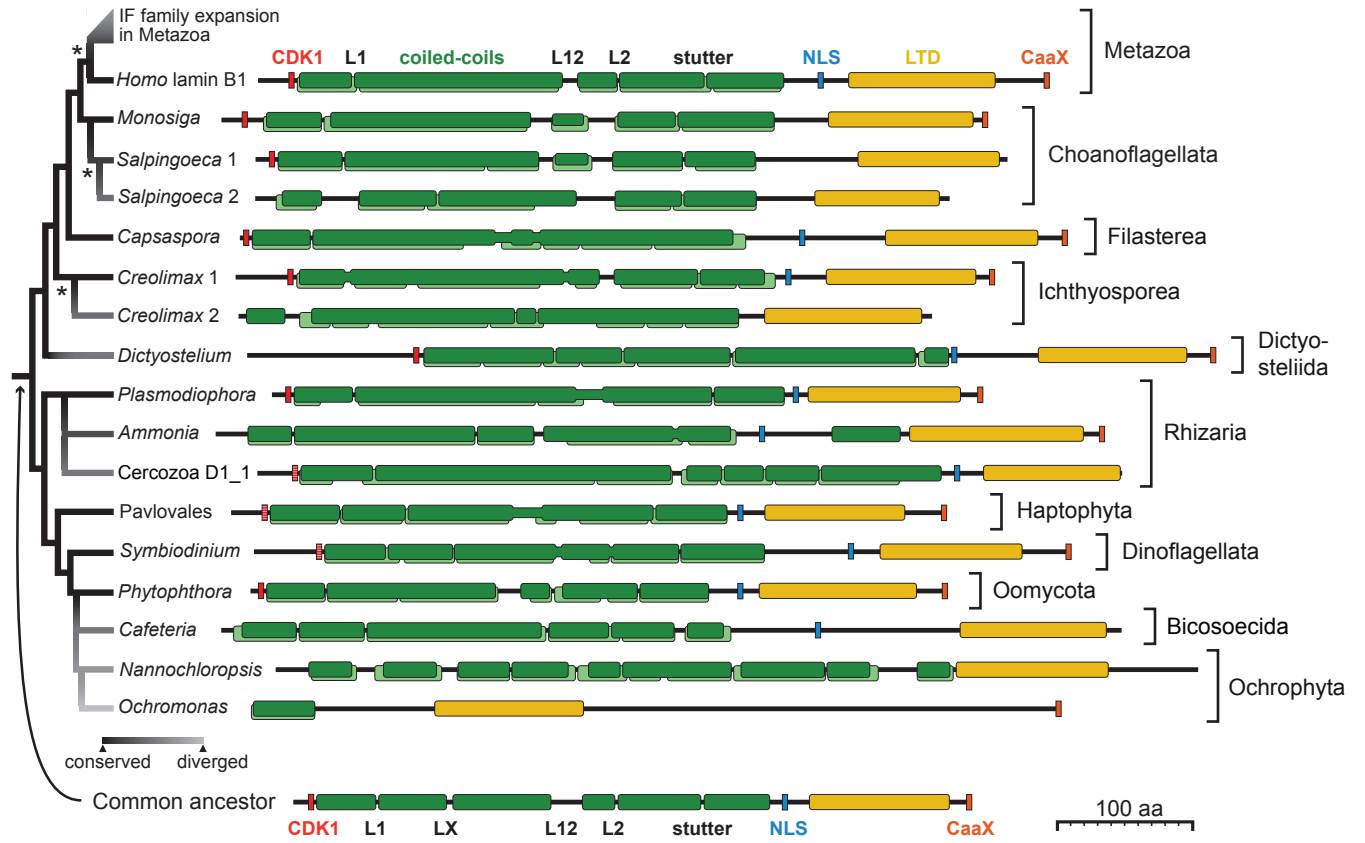 IF family expansion
in Metazoa
CDK1 L1 coiled-coils L12 L2 stutter NLS LTD CaaX
Metazoa
*
Homo lamin B1
Monosiga
Choanoflagellata
Salpingoeca 1
*
Salpingoeca 2
Capsaspora
Filasterea
Creolimax 1
Ichthyosporea
*
Creolimax 2
Dictyostelium
Dictyo-
steliida
Plasmodiophora
Rhizaria
Ammonia
Cercozoa D1_1
Pavlovales
Haptophyta
Symbiodinium
Dinoflagellata
Phytophthora
Oomycota
Cafeteria
Bicosoecida
Nannochloropsis
Ochrophyta
Ochromonas
conserved diverged
Common ancestor
100 aa
CDK1 L1 LX L12 L2 stutter NLS CaaX